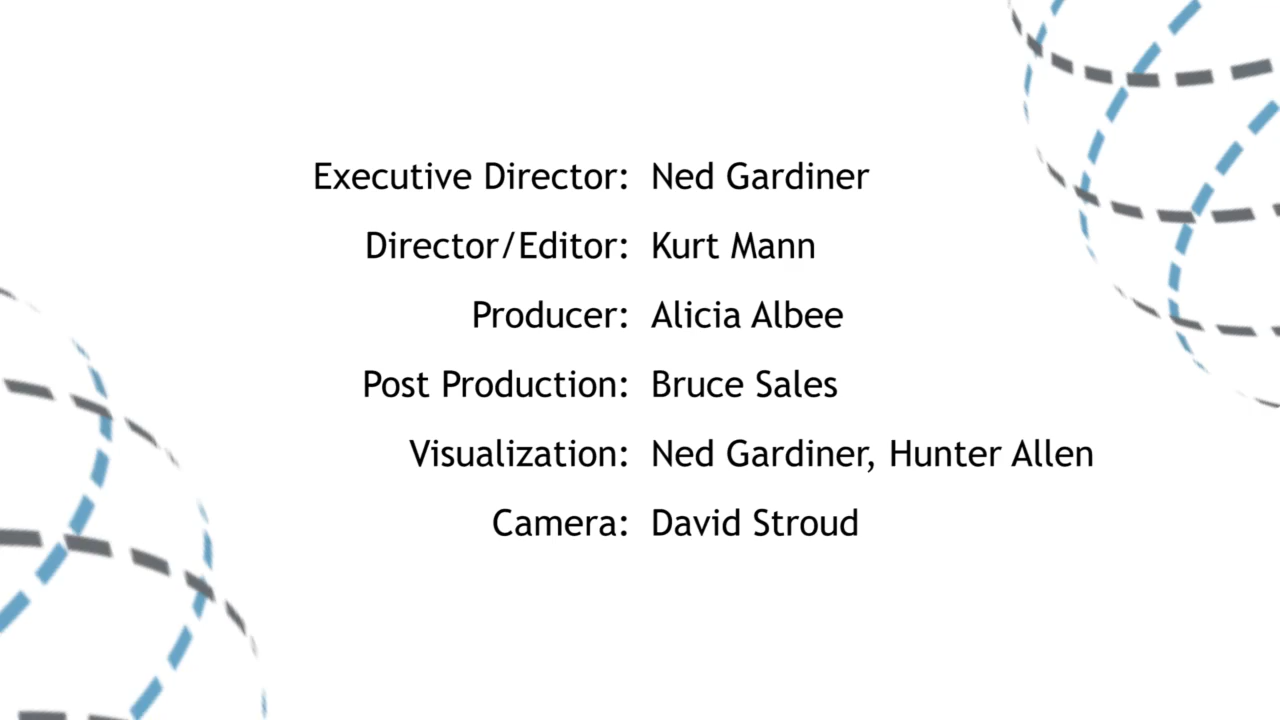 Executive Director: Ned Gardiner
Director/Editor: Kurt Mann
Producer: Alicia Albee
Post Production: Bruce Sales
Visualization: Ned Gardiner, Hunter Allen
Camera: David Stroud